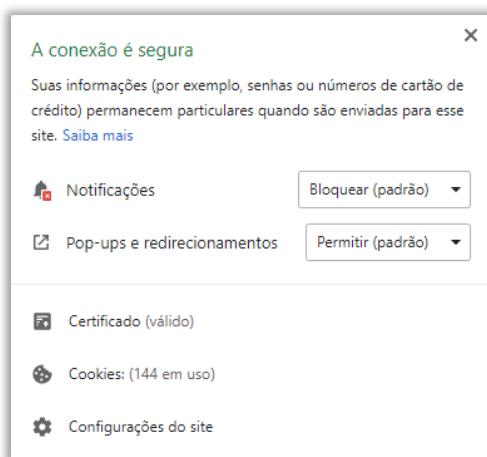 A conexão é segura
Suas informações (por exemplo, senhas ou números de cartão de
crédito) permanecem particulares quando são enviadas para esse
site. Saiba mais
Notificações Bloquear (padrão)
Pop-ups e redirecionamentos Permitir (padrão)
Certificado (válido)
Cookies: (144 em uso)
Configurações do site